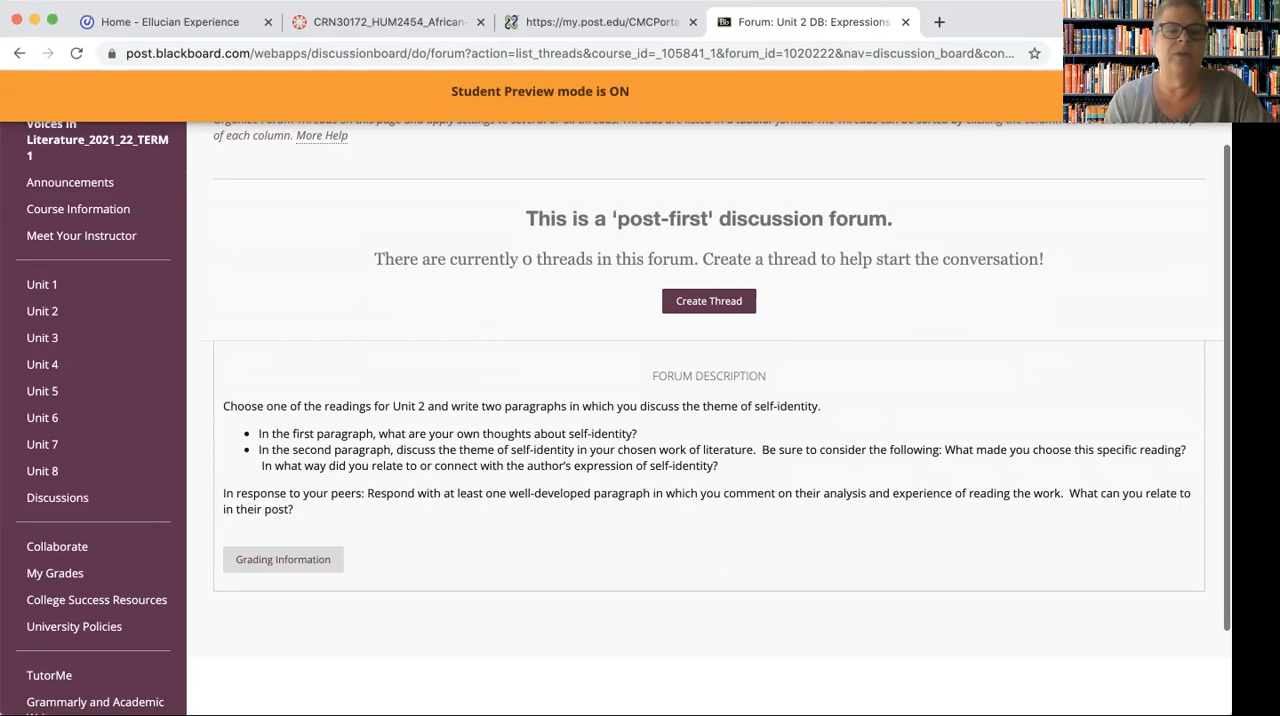 Home - Ellucian Experience
CRN30172_HUM2454_African-
https://my.post.edu/CMCPorta
Bb
Forum: Unit 2 DB: Expressions
post.blackboard.com/webapps/discussionboard/do/forum?action=list_threads&course_id=_105841_1&forum_id=1020222&nav=discussion_board&con...
Student Preview mode is ON
Voices in
Literature_2021_22_TERM
1
Announcements
Course Information
Meet Your Instructor
Unit 1
Unit 2
Unit 3
Unit 4
Unit 5
Unit 6
Unit 7
Unit 8
Discussions
Collaborate
My Grades
College Success Resources
University Policies
TutorMe
Grammarly and Academic
of each column. More Help
This is a 'post-first' discussion forum.
There are currently 0 threads in this forum. Create a thread to help start the conversation!
Create Thread
FORUM DESCRIPTION
Choose one of the readings for Unit 2 and write two paragraphs in which you discuss the theme of self-identity.
• In the first paragraph, what are your own thoughts about self-identity?
• In the second paragraph, discuss the theme of self-identity in your chosen work of literature. Be sure to consider the following: What made you choose this specific reading?
In what way did you relate to or connect with the author's expression of self-identity?
In response to your peers: Respond with at least one well-developed paragraph in which you comment on their analysis and experience of reading the work. What can you relate to
in their post?
Grading Information